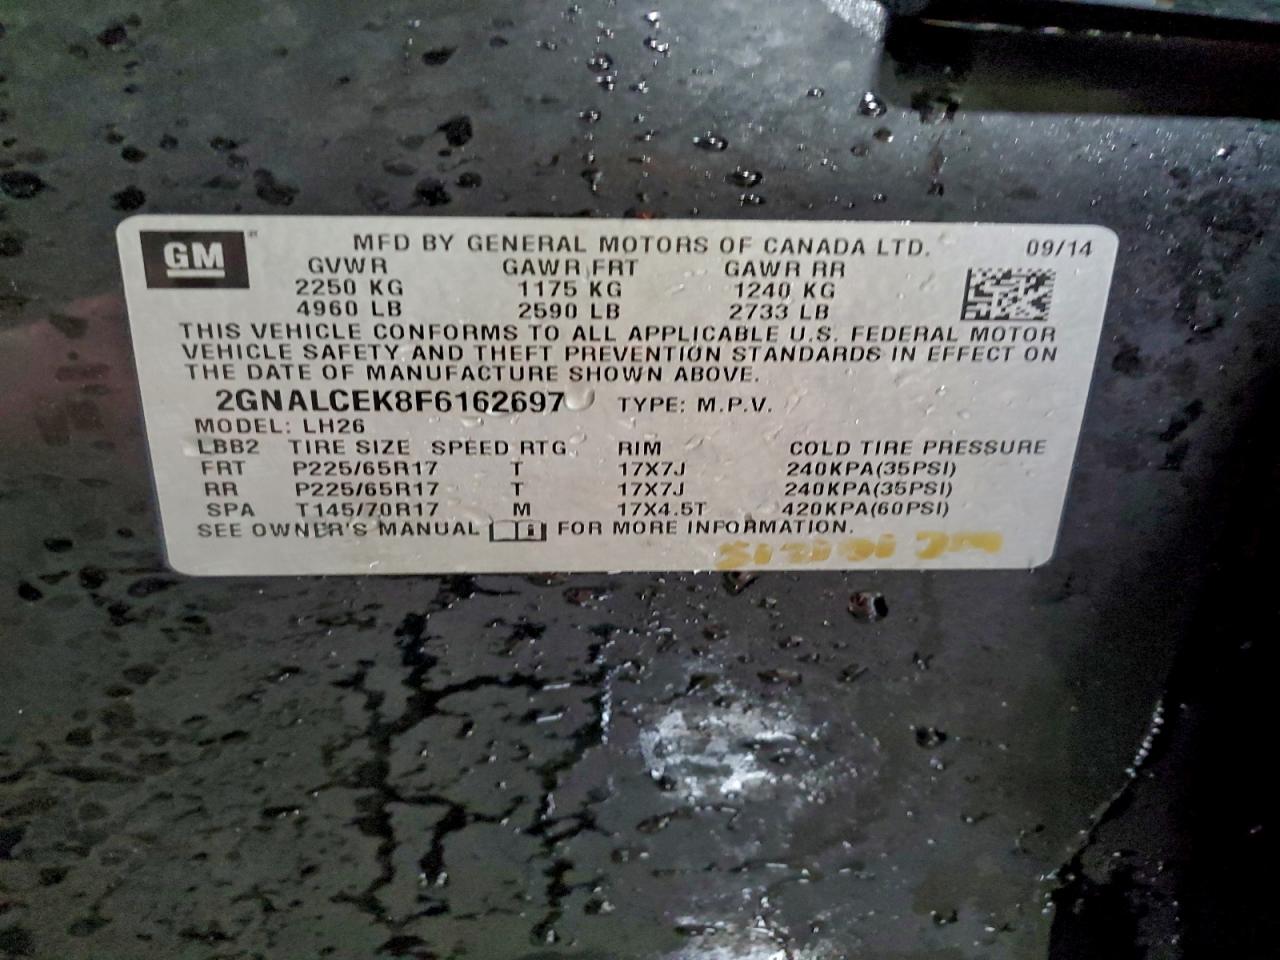 GM
MFD BY GENERAL MOTORS OF CANADA LTD. 09/14
GVWR GAWR FRT GAWR RR
2250 KG 1175 KG 1240 KG
4960 LB 2590 LB 2733 LB
THIS VEHICLE CONFORMS TO ALL APPLICABLE U.S. FEDERAL MOTOR
VEHICLE SAFETY AND THEFT PREVENTION STANDARDS IN EFFECT ON
THE DATE OF MANUFACTURE SHOWN ABOVE.
2GNALCEK8F6162697 TYPE: M.P.V.
MODEL: LH26
LBB2 TIRE SIZE SPEED RTG RIM COLD TIRE PRESSURE
FRT P225/65R17 T 17X7J 240KPA(35PSI)
RR P225/65R17 T 17X7J 240KPA(35PSI)
SPA T145/70R17 M 17X4.5T 420KPA(60PSI)
SEE OWNER'S MANUAL FOR MORE INFORMATION.